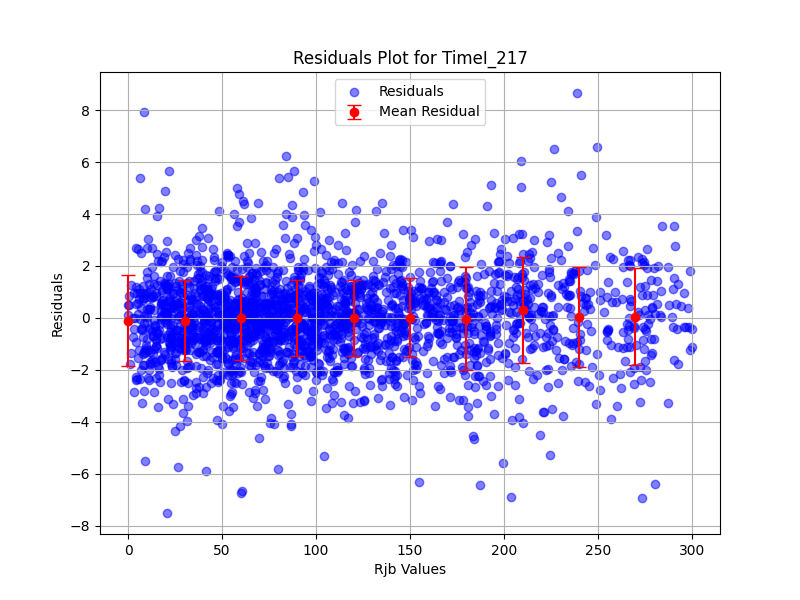 Residuals Plot for TimeI_217
Residuals
Mean Residual
8
6
4
2
0
−2
−4
−6
−8
Residuals
0 50 100 150 200 250 300
Rjb Values